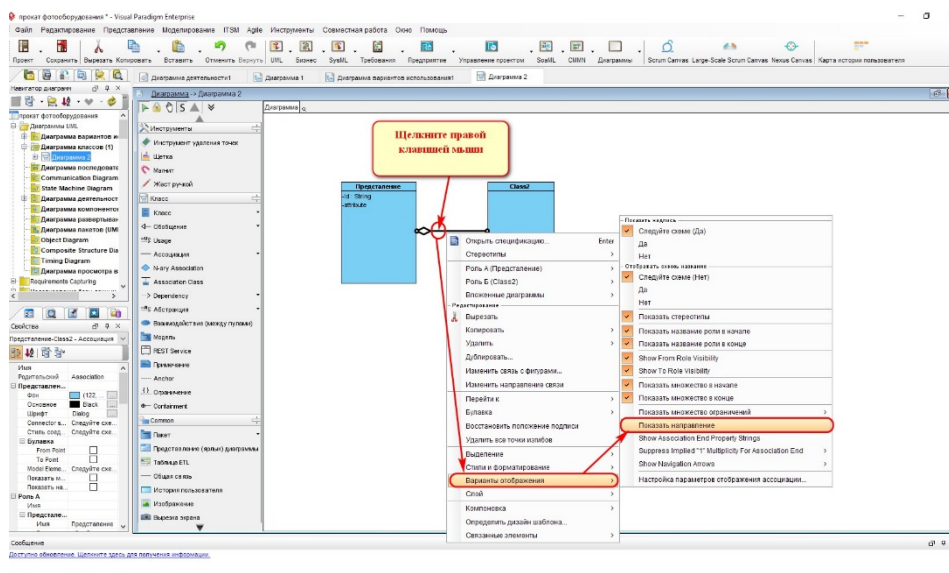 прокат фотооборудования * - Visual Paradigm Enterprise
Файл Редактирование Представление Моделирование ITSM Agile Инструменты Совместная работа Окно Помощь
Проект Сохранить Вырезать Копировать Вставить Отменить Вернуть UML Бизнес SysML Требования Предприятие Управление проектом SoaML CMMN Диаграммы Scrum Canvas Large-Scale Scrum Canvas Nexus Canvas Карта истории пользователя
Диаграмма деятельности1 Диаграмма 1 Диаграмма вариантов использования1 Диаграмма 2
Навигатор диаграмм
прокат фотооборудования
Диаграммы UML
Диаграмма вариантов и
Диаграмма классов (1)
Диаграмма 2
Диаграмма последовате
Communication Diagram
State Machine Diagram
Диаграмма деятельност
Диаграмма компоненто
Диаграмма развертыван
Диаграмма пакетов (UMI
Object Diagram
Composite Structure Dia
Timing Diagram
Диаграмма просмотра в
Requirements Capturing
Свойства
Представление-Class2 - Ассоциация
Имя
Родительский Association
Представлен...
Фон (122, ...
Основное Black
Шрифт Dialog
Connector s... Следуйте схе...
Стиль соед... Следуйте схе...
Булавка
From Point
To Point
Model Eleme... Следуйте схе...
Показать м...
Показать на...
Роль А
Имя
Предстале...
Имя Предсталение
Диаграмма -> Диаграмма 2
Инструменты
Инструмент удаления точек
Щетка
Магнит
Жест ручкой
Класс
Класс
Обобщение
Usage
Ассоциация
N-ary Association
Association Class
Dependency
Абстракция
Взаимодействие (между пулами)
Модель
REST Service
Примечание
Anchor
Ограничение
Containment
Common
Пакет
Представление (ярлык) диаграммы
Таблица ETL
Общая связь
История пользователя
Изображение
Вырезка экрана
Диаграмма
Щелкните правой
клавишей мыши
Предсталение
-id : String
-attribute
Class2
Открыть спецификацию... Enter
Стереотипы
Роль А (Предсталение)
Роль Б (Class2)
Вложенные диаграммы
Редактирование
Вырезать
Копировать
Удалить
Дублировать...
Изменить связь с фигурами...
Изменить направление связи
Перейти к
Булавка
Восстановить положение подписи
Удалить все точки изгибов
Выделение
Стили и форматирование
Варианты отображения
Слой
Компоновка
Определить дизайн шаблона...
Связанные элементы
Показать надпись
Следуйте схеме (Да)
Да
Нет
Отображать сквозь название
Следуйте схеме (Нет)
Да
Нет
Показать стереотипы
Показать название роли в начале
Показать название роли в конце
Show From Role Visibility
Show To Role Visibility
Показать множество в начале
Показать множество в конце
Показать множество ограничений
Показать направление
Show Association End Property Strings
Suppress Implied "1" Multiplicity For Association End
Show Navigation Arrows
Настройка параметров отображения ассоциации...
Сообщение
Доступно обновление. Щелкните здесь для получения информации.